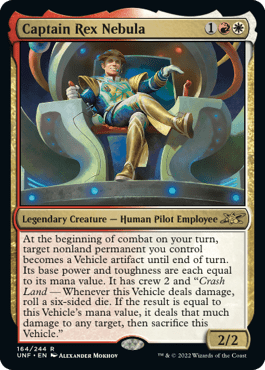 Captain Rex Nebula 1
Legendary Creature — Human Pilot Employee
At the beginning of combat on your turn,
target nonland permanent you control
becomes a Vehicle artifact until end of turn.
Its base power and toughness are each equal
to its mana value. It has crew 2 and “Crash
Land — Whenever this Vehicle deals damage,
roll a six-sided die. If the result is equal to
this Vehicle’s mana value, it deals that much
damage to any target, then sacrifice this
Vehicle.”
2/2
164/244 R
UNF • EN Alexander Mokhov
™ & © 2022 Wizards of the Coast